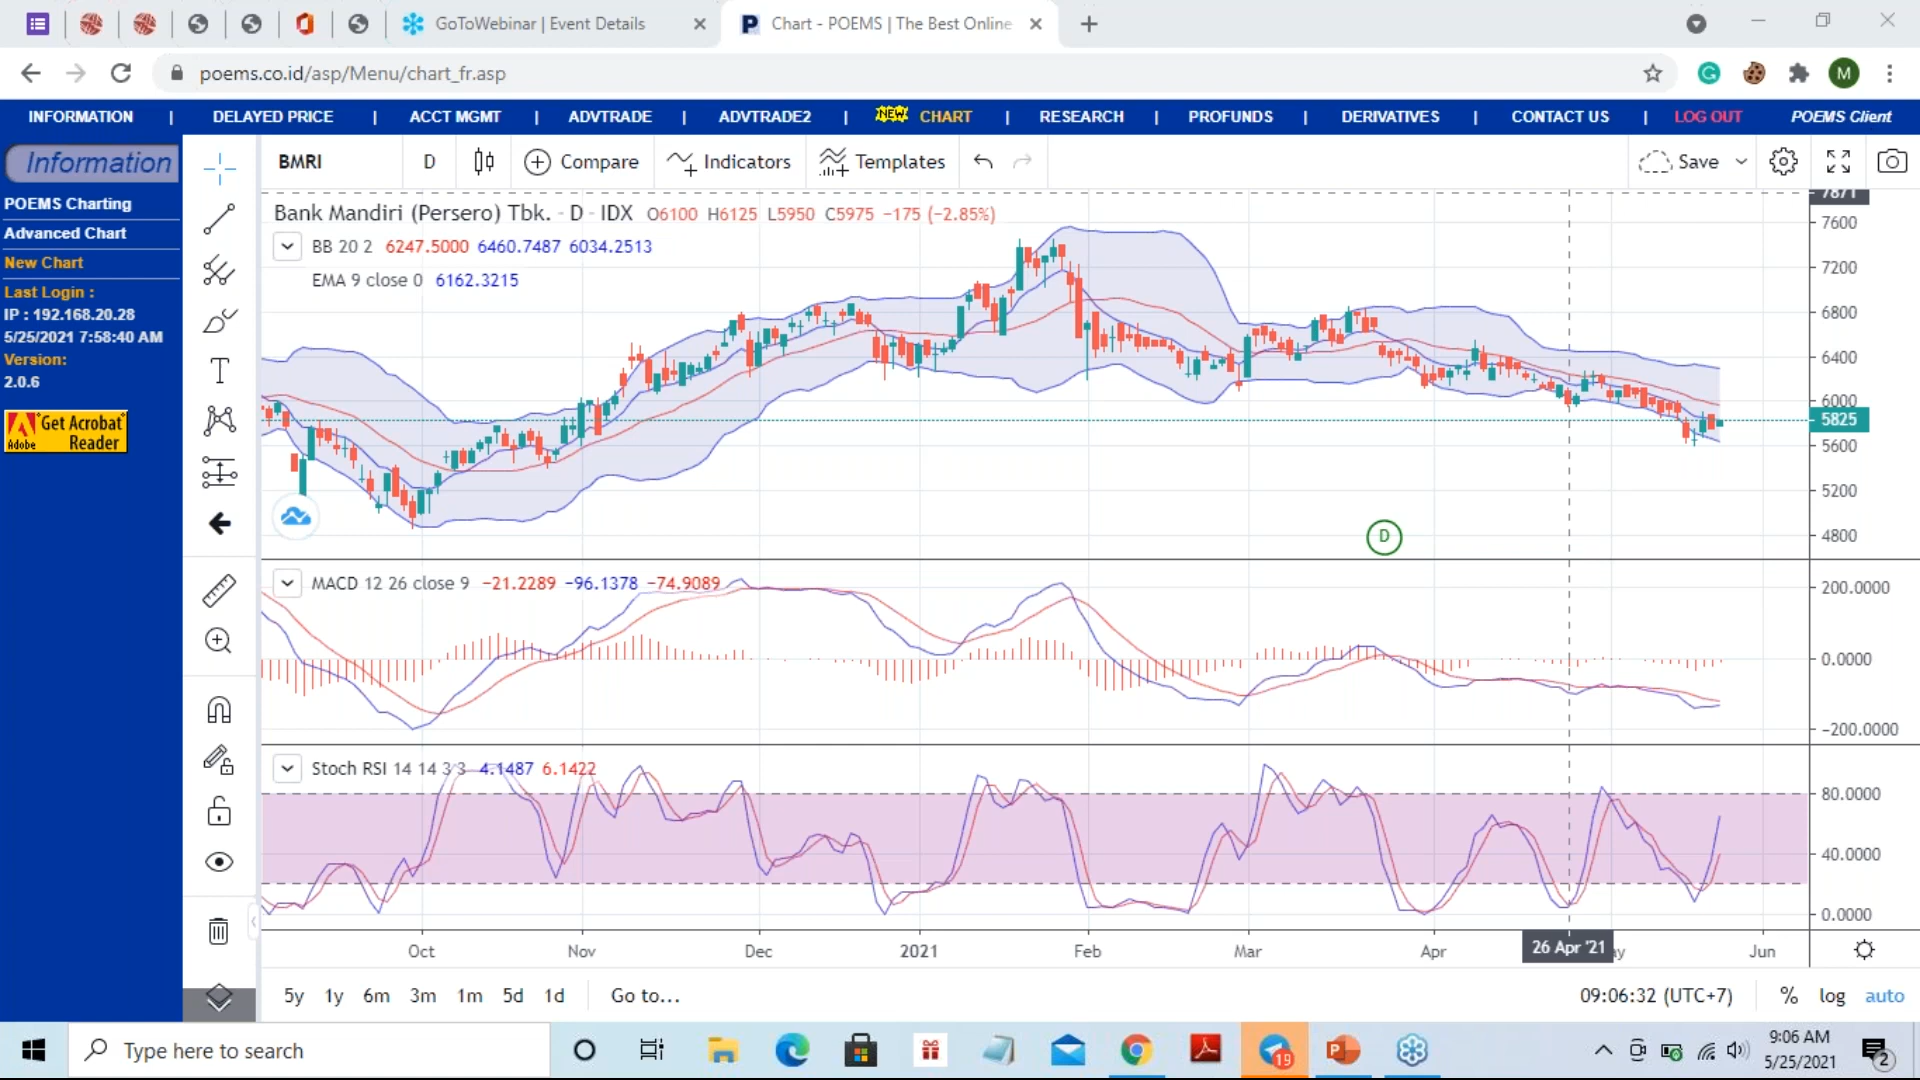 GoToWebinar | Event Details
Chart - POEMS | The Best Online
poems.co.id/asp/Menu/chart_fr.asp
M
INFORMATION | DELAYED PRICE | ACCT MGMT | ADVTRADE | ADVTRADE2 | NEW CHART | RESEARCH | PROFUNDS | DERIVATIVES | CONTACT US | LOG OUT POEMS Client
Information
POEMS Charting
Advanced Chart
New Chart
Last Login :
IP : 192.168.20.28
5/25/2021 7:58:40 AM
Version:
2.0.6
Get Acrobat
Adobe Reader
BMRI D Compare Indicators Templates Save
Bank Mandiri (Persero) Tbk. - D - IDX O6100 H6125 L5950 C5975 −175 (−2.85%)
BB 20 2 6247.5000 6460.7487 6034.2513
EMA 9 close 0 6162.3215
7871
7600
7200
6800
6400
6000
5825
5600
5200
4800
D
MACD 12 26 close 9 −21.2289 −96.1378 −74.9089
200.0000
0.0000
−200.0000
Stoch RSI 14 14 3 3 4.1487 6.1422
80.0000
40.0000
0.0000
Oct Nov Dec 2021 Feb Mar Apr 26 Apr '21 Jun
5y 1y 6m 3m 1m 5d 1d Go to... 09:06:32 (UTC+7) % log auto
Type here to search
19
9:06 AM
5/25/2021
2